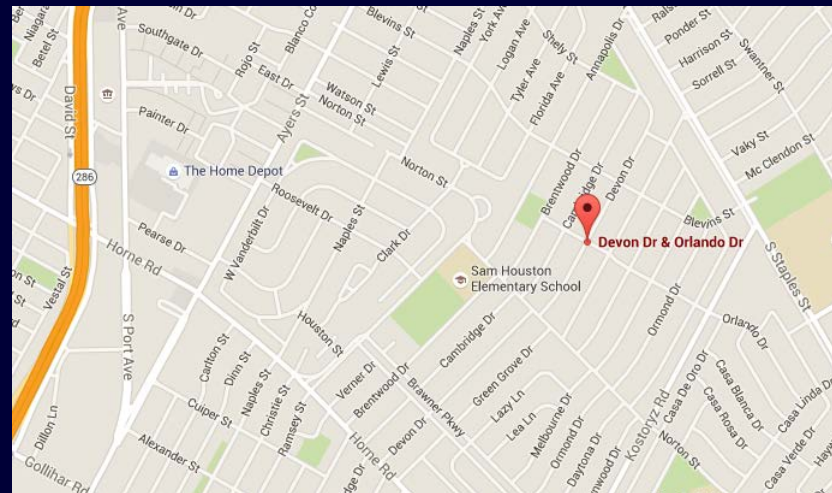 Blevins St
Naples St
York Ave
Logan Ave
Shely St
Annapolis Dr
Ponder St
Swantner St
Harrison St
Sorrell St
Niagara
Betel St
Ave
Southgate Dr
Rojo St
Blanco
Lewis St
Tyler Ave
Florida Ave
East Dr
Watson St
Norton St
David St
Painter Dr
Ayers St
Vaky St
Mc Clendon St
The Home Depot
286
Norton St
Brentwood Dr
Devon Dr
Roosevelt Dr
Naples St
W Vanderbilt Dr
Clark Dr
Blevins St
Devon Dr & Orlando Dr
Pearse Dr
Horne Rd
S Staples St
Vestal St
S Port Ave
Sam Houston
Elementary School
Ormond Dr
Orlando Dr
Houston St
Cambridge Dr
Green Grove Dr
Carlton St
Dinn St
Naples St
Christie St
Ramsey St
Verner Dr
Brentwood Dr
Brawner Pkwy
Lazy Ln
Lea Ln
Melbourne Dr
Ormond Dr
Daytona Dr
Kostoryz Rd
Casa De Oro Dr
Casa Rosa Dr
Casa Blanca Dr
Casa Linda Dr
Casa Verde Dr
Dillon Ln
Cuiper St
Alexander St
Devon Dr
Horne Rd
Norton St
Gollihar Rd